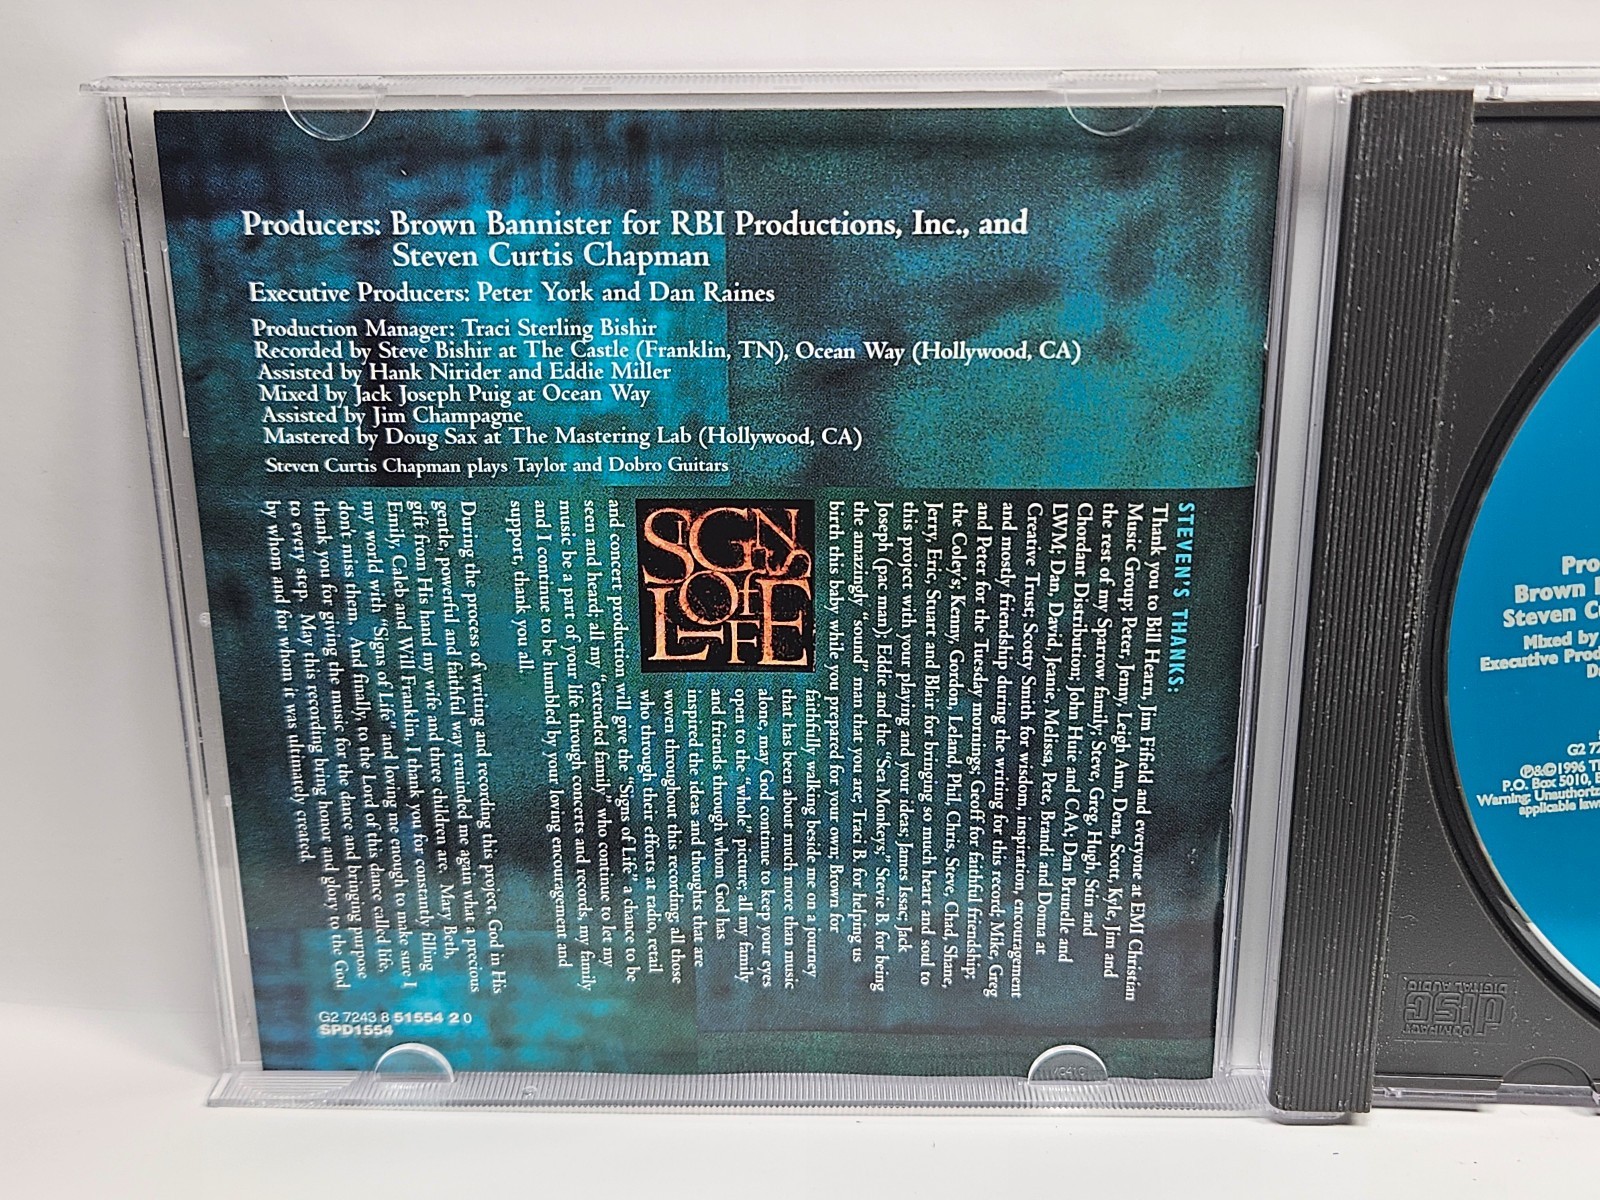 Producers: Brown Bannister for RBI Productions, Inc., and
Steven Curtis Chapman
Executive Producers: Peter York and Dan Raines
Production Manager: Traci Sterling Bishir
Recorded by Steve Bishir at The Castle (Franklin, TN), Ocean Way (Hollywood, CA)
Assisted by Hank Nirider and Eddie Miller
Mixed by Jack Joseph Puig at Ocean Way
Assisted by Jim Champagne
Mastered by Doug Sax at The Mastering Lab (Hollywood, CA)
Steven Curtis Chapman plays Taylor and Dobro Guitars
STEVEN'S THANKS:
Thank you to Bill Hearn, Jim Fifield and everyone at EMI Christian
Music Group; Peter, Jenny, Leigh Ann, Dena, Scott, Kyle, Jim and
the rest of my Sparrow family; Steve, Greg, Hugh, Stin and
Chordant Distribution; John Huie and CAA; Dan Brunelle and
LWM; Dan, David, Jeanie, Melissa, Pete, Brandi and Donna at
Creative Trust; Scotty Smith for wisdom, inspiration, encouragement
and mostly friendship during the writing for this record; Mike, Greg
and Peter for the Tuesday mornings; Geoff for faithful friendship;
the Coley's; Kenny, Gordon, Leland, Phil, Chris, Steve, Chad, Shane,
Jerry, Eric, Stuart and Blair for bringing so much heart and soul to
this project with your playing and your ideas; James Isaac; Jack
Joseph (pac man); Eddie and the "Sea Monkeys;" Stevie B. for being
the amazingly "sound" man that you are; Traci B. for helping us
birth this baby while you prepared for your own; Brown for
faithfully walking beside me on a journey
that has been about much more than music
alone, may God continue to keep your eyes
open to the "whole" picture; all my family
and friends through whom God has
inspired the ideas and thoughts that are
woven throughout this recording; all those
who through their efforts at radio, retail
and concert production will give the "Signs of Life" a chance to be
seen and heard; all my "extended family" who continue to let my
music be a part of your life through concerts and records, my family
and I continue to be humbled by your loving encouragement and
support, thank you all.
SIGNS
Of
LIFE
During the process of writing and recording this project, God in His
gentle, powerful and faithful way reminded me again what a precious
gift from His hand my wife and three children are. Mary Beth,
Emily, Caleb and Will Franklin, I thank you for constantly filling
my world with "Signs of Life" and loving me enough to make sure I
don't miss them. And finally, to the Lord of this dance called life,
thank you for giving the music for the dance and bringing purpose
to every step. May this recording bring honor and glory to the God
by whom and for whom it was ultimately created.
G2 7243 8 51554 2 0
SPD1554
Brown
Steven
Mixed by
Executive
G2
℗&©1996
P.O. Box 5010,
Warning:
applicable
COMPACT
disc
DIGITAL AUDIO